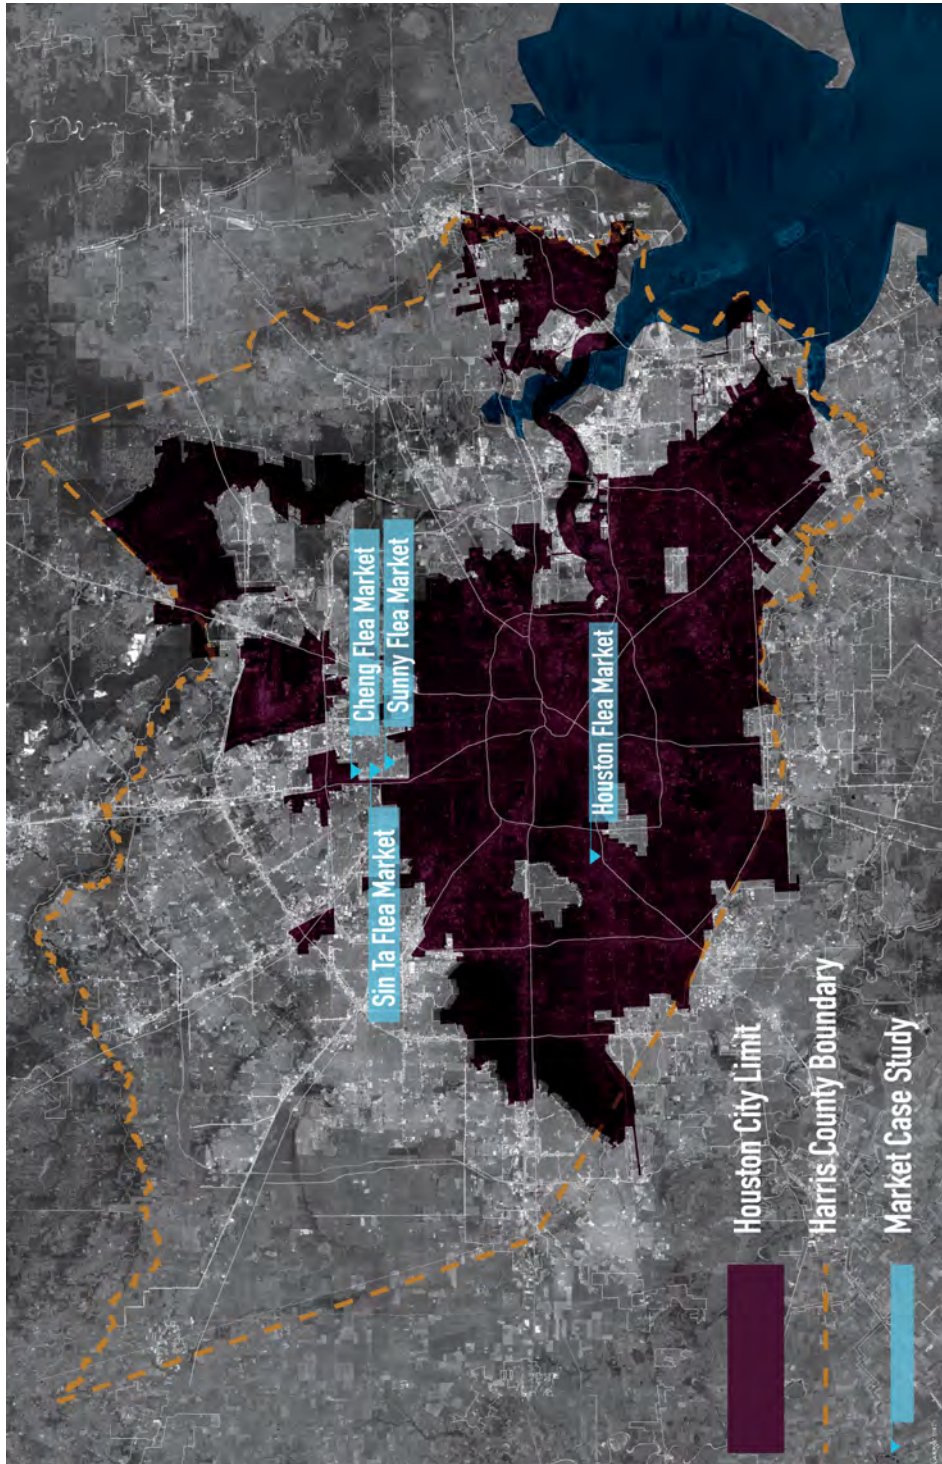 Cheng Flea Market
Sunny Flea Market
Sin Ta Flea Market
Houston Flea Market
Houston City Limit
Harris County Boundary
Market Case Study